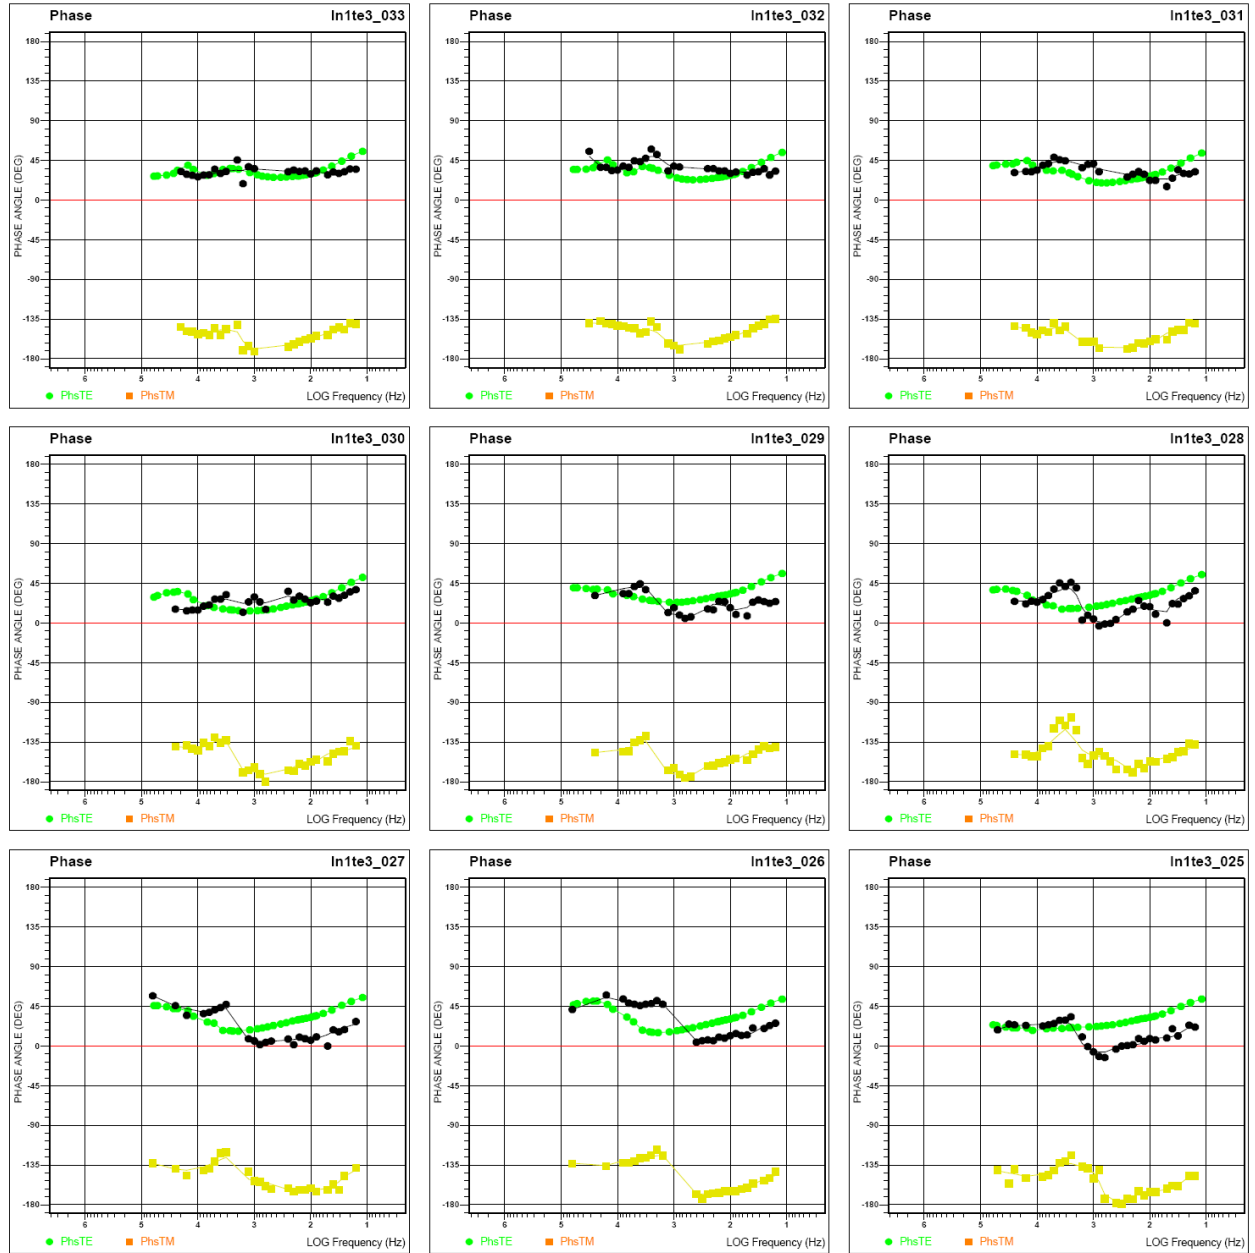 Phase ln1te3_033
180
135
90
45
0
-45
-90
-135
-180
PHASE ANGLE (DEG)
6 5 4 3 2 1
PhsTE PhsTM LOG Frequency (Hz)
Phase ln1te3_032
180
135
90
45
0
-45
-90
-135
-180
PHASE ANGLE (DEG)
6 5 4 3 2 1
PhsTE PhsTM LOG Frequency (Hz)
Phase ln1te3_031
180
135
90
45
0
-45
-90
-135
-180
PHASE ANGLE (DEG)
6 5 4 3 2 1
PhsTE PhsTM LOG Frequency (Hz)
Phase ln1te3_030
180
135
90
45
0
-45
-90
-135
-180
PHASE ANGLE (DEG)
6 5 4 3 2 1
PhsTE PhsTM LOG Frequency (Hz)
Phase ln1te3_029
180
135
90
45
0
-45
-90
-135
-180
PHASE ANGLE (DEG)
6 5 4 3 2 1
PhsTE PhsTM LOG Frequency (Hz)
Phase ln1te3_028
180
135
90
45
0
-45
-90
-135
-180
PHASE ANGLE (DEG)
6 5 4 3 2 1
PhsTE PhsTM LOG Frequency (Hz)
Phase ln1te3_027
180
135
90
45
0
-45
-90
-135
-180
PHASE ANGLE (DEG)
6 5 4 3 2 1
PhsTE PhsTM LOG Frequency (Hz)
Phase ln1te3_026
180
135
90
45
0
-45
-90
-135
-180
PHASE ANGLE (DEG)
6 5 4 3 2 1
PhsTE PhsTM LOG Frequency (Hz)
Phase ln1te3_025
180
135
90
45
0
-45
-90
-135
-180
PHASE ANGLE (DEG)
6 5 4 3 2 1
PhsTE PhsTM LOG Frequency (Hz)